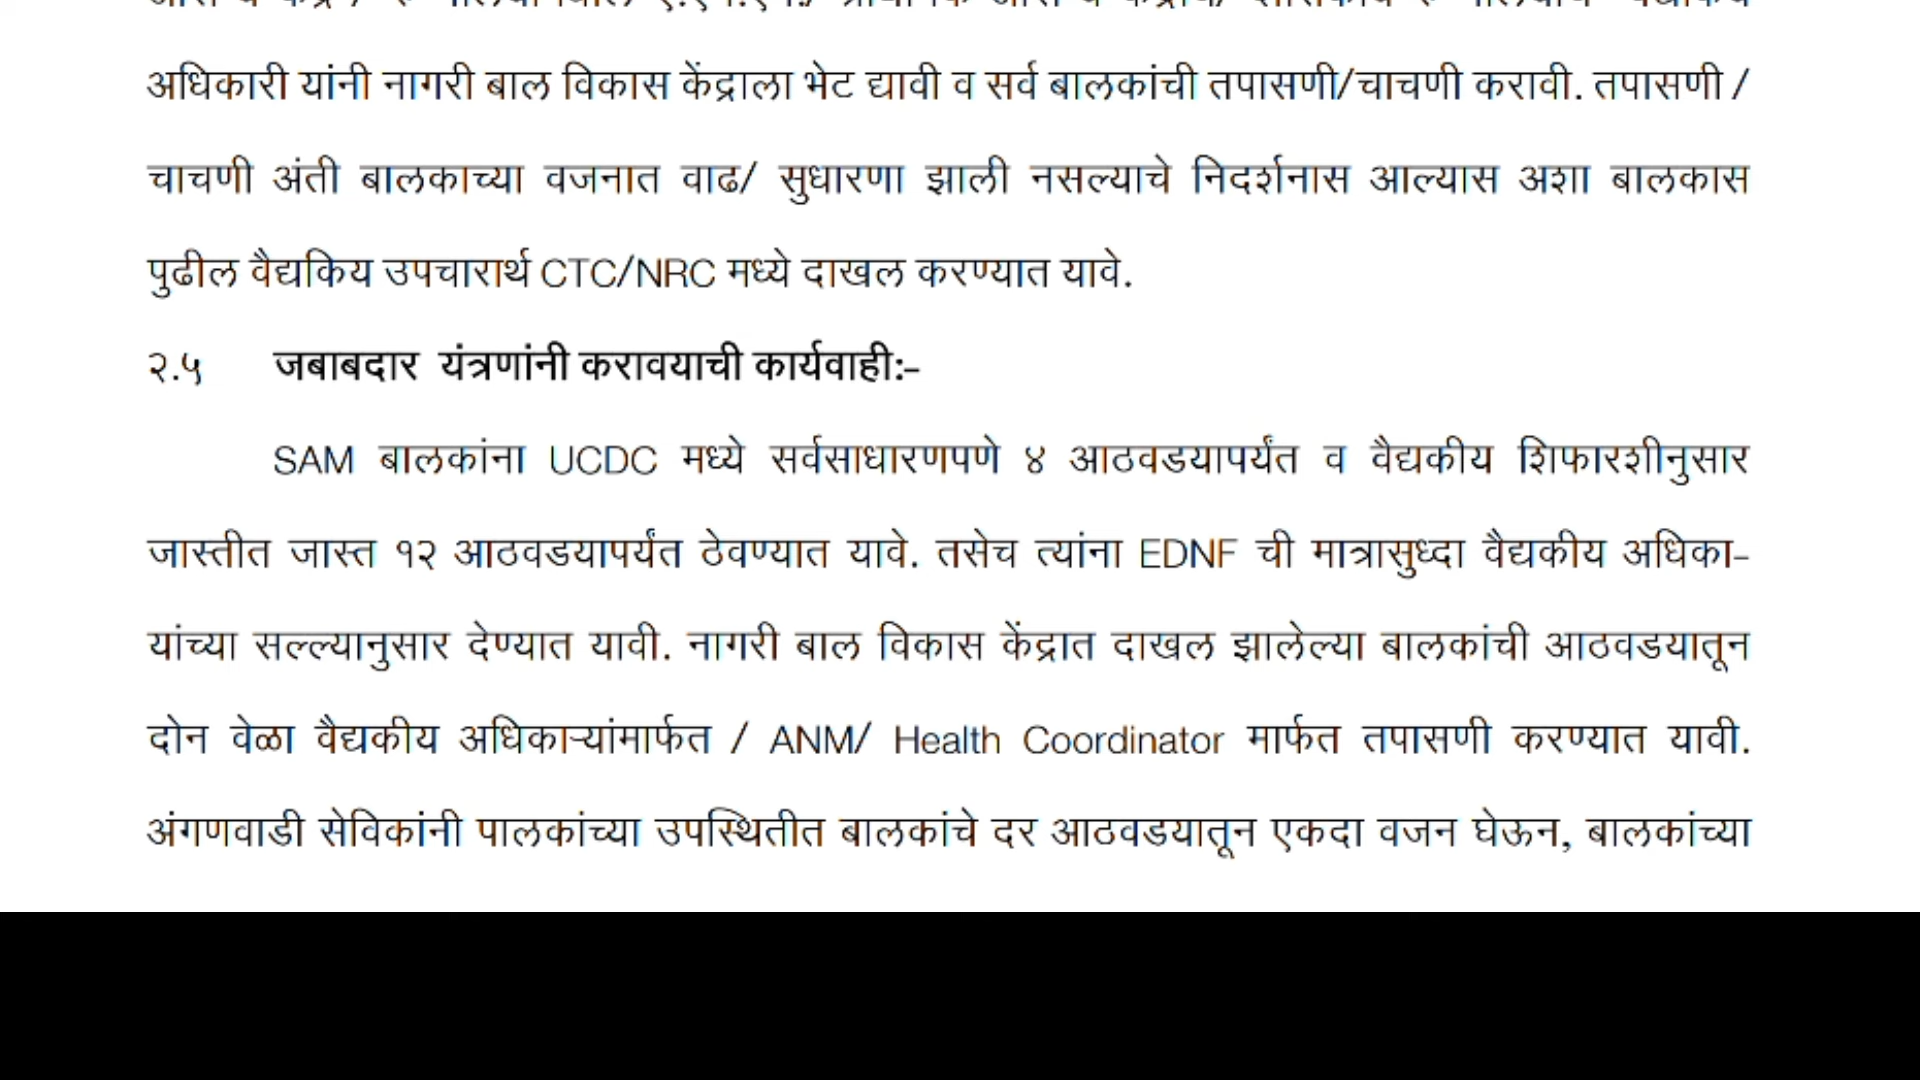 अधिकारी यांनी नागरी बाल विकास केंद्राला भेट द्यावी व सर्व बालकांची तपासणी/चाचणी करावी. तपासणी /
चाचणी अंती बालकाच्या वजनात वाढ/ सुधारणा झाली नसल्याचे निदर्शनास आल्यास अशा बालकास
पुढील वैद्यकिय उपचारार्थ CTC/NRC मध्ये दाखल करण्यात यावे.
२.५ जबाबदार यंत्रणांनी करावयाची कार्यवाही:-
SAM बालकांना UCDC मध्ये सर्वसाधारणपणे ४ आठवडयापर्यंत व वैद्यकीय शिफारशीनुसार
जास्तीत जास्त १२ आठवडयापर्यंत ठेवण्यात यावे. तसेच त्यांना EDNF ची मात्रासुध्दा वैद्यकीय अधिका-
यांच्या सल्ल्यानुसार देण्यात यावी. नागरी बाल विकास केंद्रात दाखल झालेल्या बालकांची आठवडयातून
दोन वेळा वैद्यकीय अधिकाऱ्यांमार्फत / ANM/ Health Coordinator मार्फत तपासणी करण्यात यावी.
अंगणवाडी सेविकांनी पालकांच्या उपस्थितीत बालकांचे दर आठवडयातून एकदा वजन घेऊन, बालकांच्या